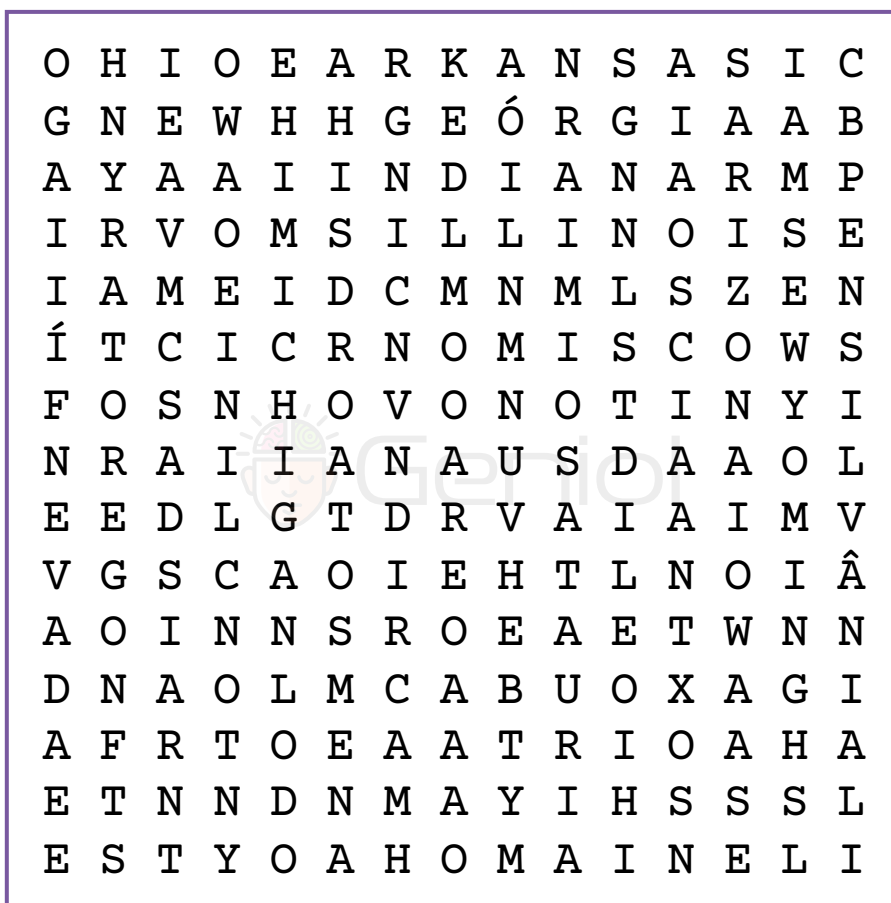 O H I O E A R K A N S A S I C
G N E W H H G E Ó R G I A A B
A Y A A I I N D I A N A R M P
I R V O M S I L L I N O I S E
I A M E I D C M N M L S Z E N
Í T C I C R N O M I S C O W S
F O S N H O V O N O T I N Y I
N R A I I A N A U S D A A O L
E E D L G T D R V A I A I M V
V G S C A O I E H T L N O I Â
A O I N N S R O E A E T W N N
D N A O L M C A B U O X A G I
A F R T O E A A T R I O A H A
E T N N D N M A Y I H S S S L
E S T Y O A H O M A I N E L I
Geniol